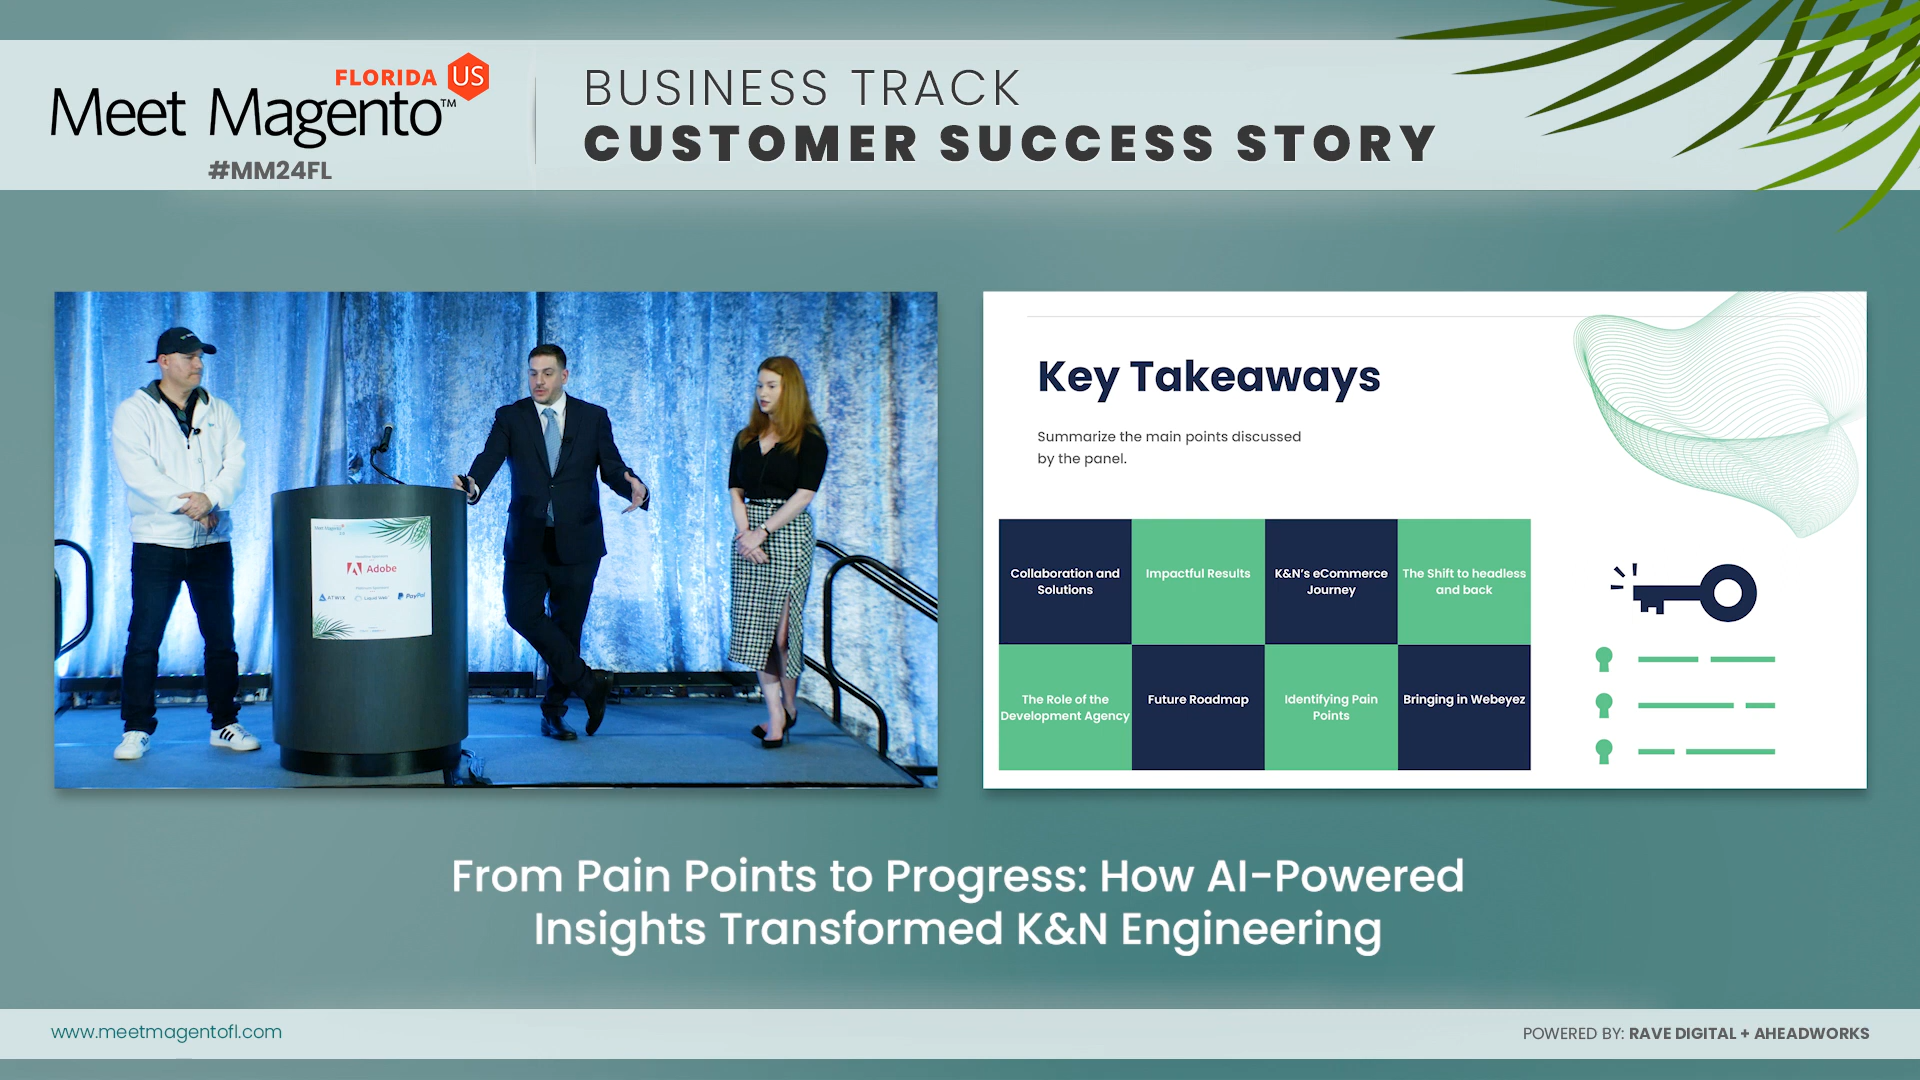 FLORIDA US
Meet Magento™
#MM24FL
BUSINESS TRACK
CUSTOMER SUCCESS STORY
Adobe
ATWIX
Liquid Web
PayPal
Key Takeaways
Summarize the main points discussed
by the panel.
Collaboration and
Solutions
Impactful Results
K&N's eCommerce
Journey
The Shift to headless
and back
The Role of the
Development Agency
Future Roadmap
Identifying Pain
Points
Bringing in Webeyez
From Pain Points to Progress: How AI-Powered
Insights Transformed K&N Engineering
www.meetmagentofl.com
POWERED BY: RAVE DIGITAL + AHEADWORKS